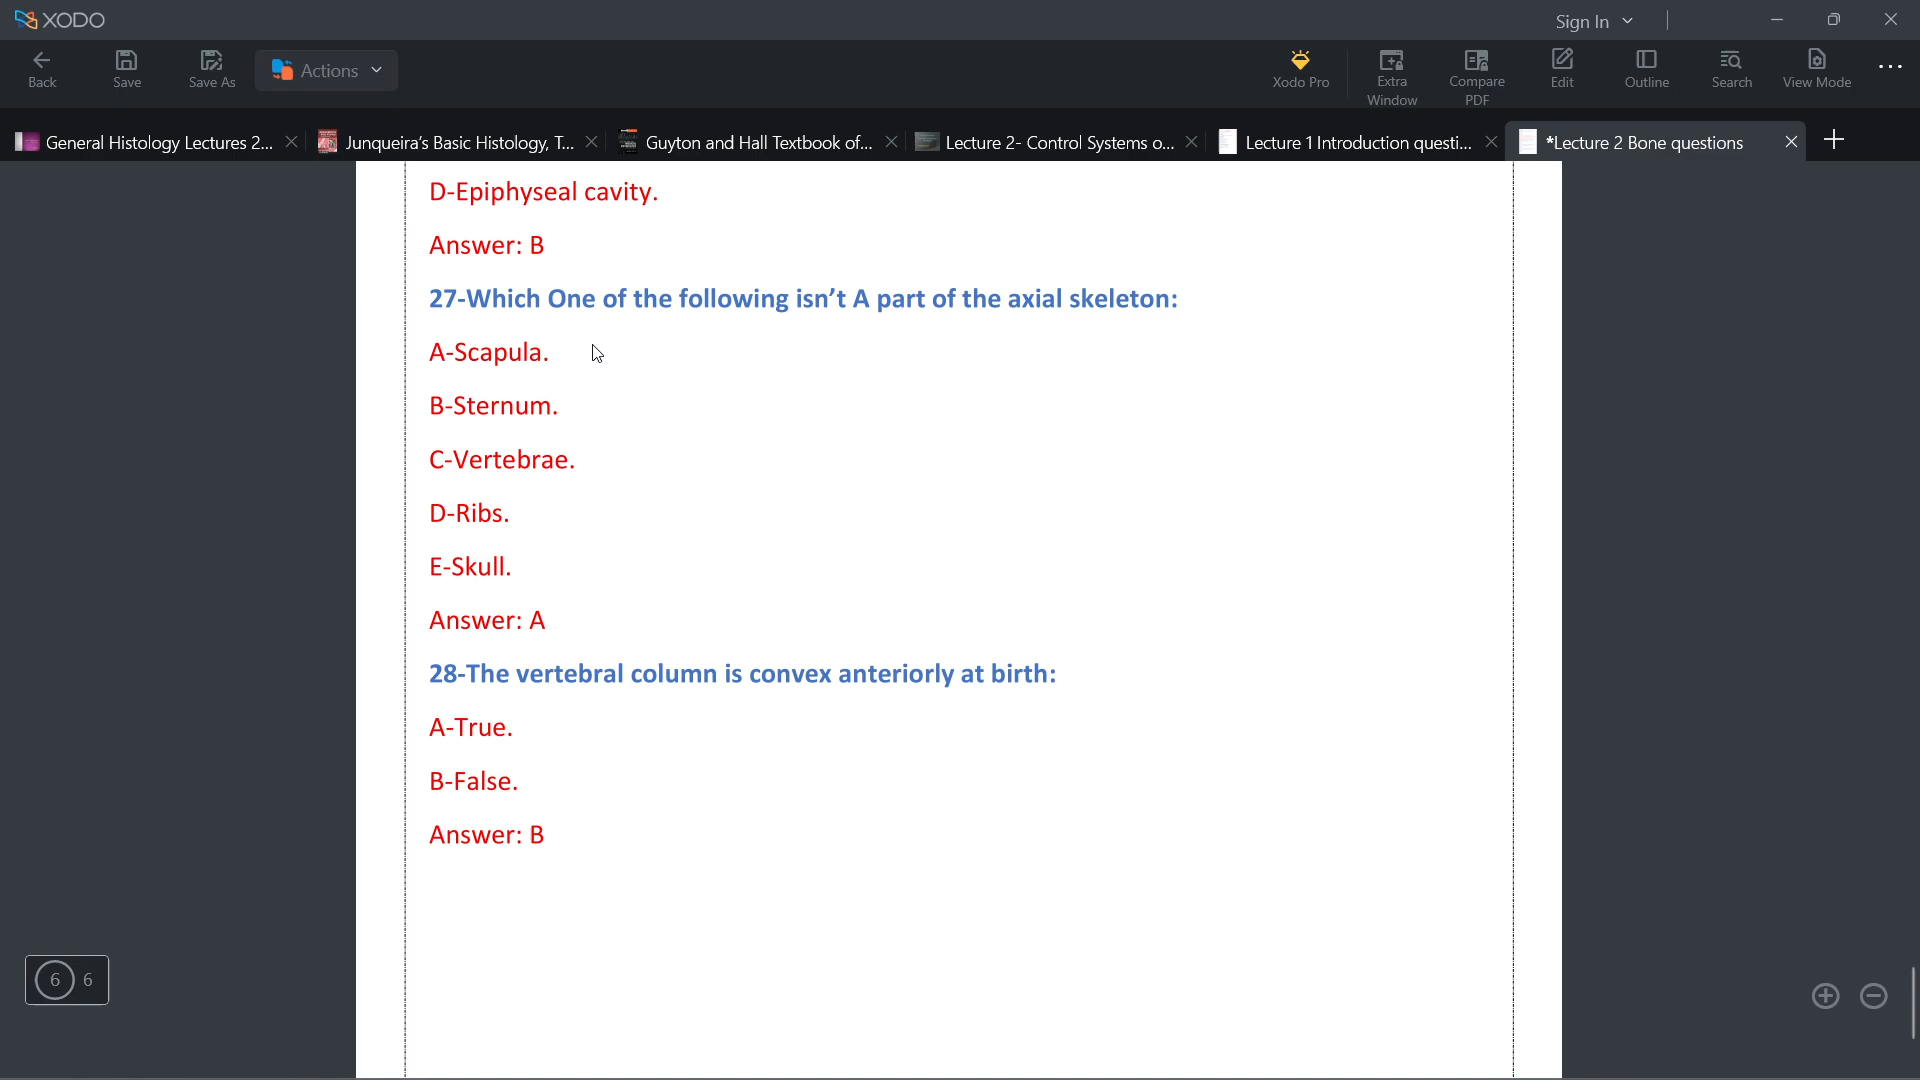 XODO
Sign In
Back
Save
Save As
Actions
Xodo Pro
Extra Window
Compare PDF
Edit
Outline
Search
View Mode
General Histology Lectures 2...
Junqueira's Basic Histology, T...
Guyton and Hall Textbook of...
Lecture 2- Control Systems o...
Lecture 1 Introduction questi...
*Lecture 2 Bone questions
D-Epiphyseal cavity.
Answer: B
27-Which One of the following isn't A part of the axial skeleton:
A-Scapula.
B-Sternum.
C-Vertebrae.
D-Ribs.
E-Skull.
Answer: A
28-The vertebral column is convex anteriorly at birth:
A-True.
B-False.
Answer: B
6 6